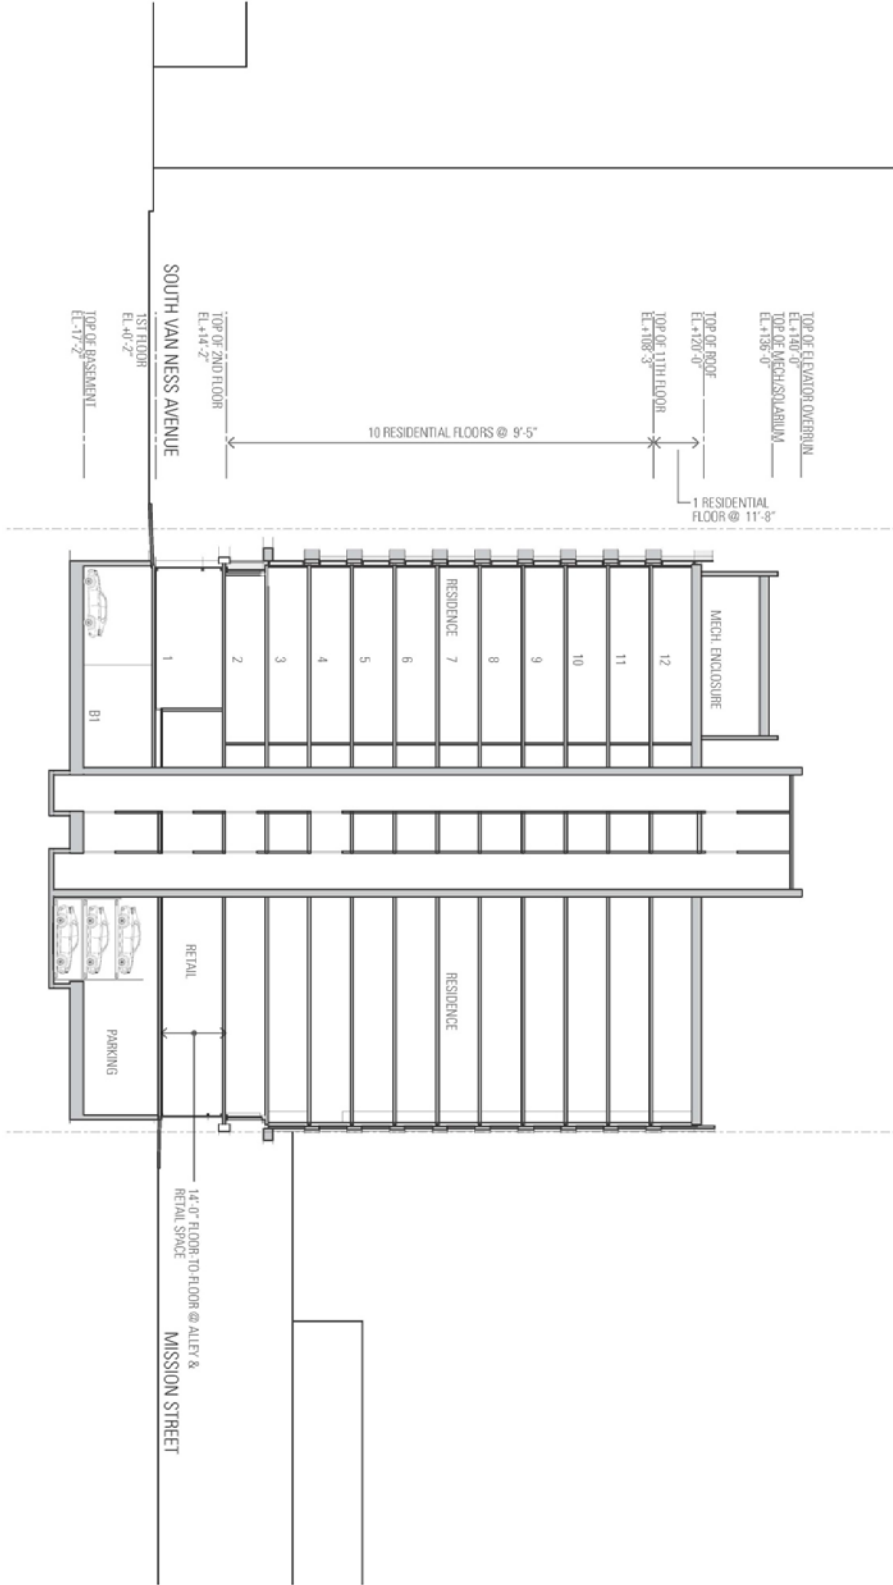 TOP OF ELEVATOR OVERRUN
EL.+140'-0"
TOP OF MECH/SOLARIUM
EL.+136'-0"
TOP OF ROOF
EL.+120'-0"
TOP OF 11TH FLOOR
EL.+108'-3"
1 RESIDENTIAL
FLOOR @ 11'-8"
10 RESIDENTIAL FLOORS @ 9'-5"
TOP OF 2ND FLOOR
EL.+14'-2"
SOUTH VAN NESS AVENUE
1ST FLOOR
EL.+0'-2"
TOP OF BASEMENT
EL.-17'-2"
MECH. ENCLOSURE
12
11
10
9
8
RESIDENCE
7
6
5
4
3
2
1
B1
RESIDENCE
RETAIL
PARKING
14'-0" FLOOR-TO-FLOOR @ ALLEY &
RETAIL SPACE
MISSION STREET